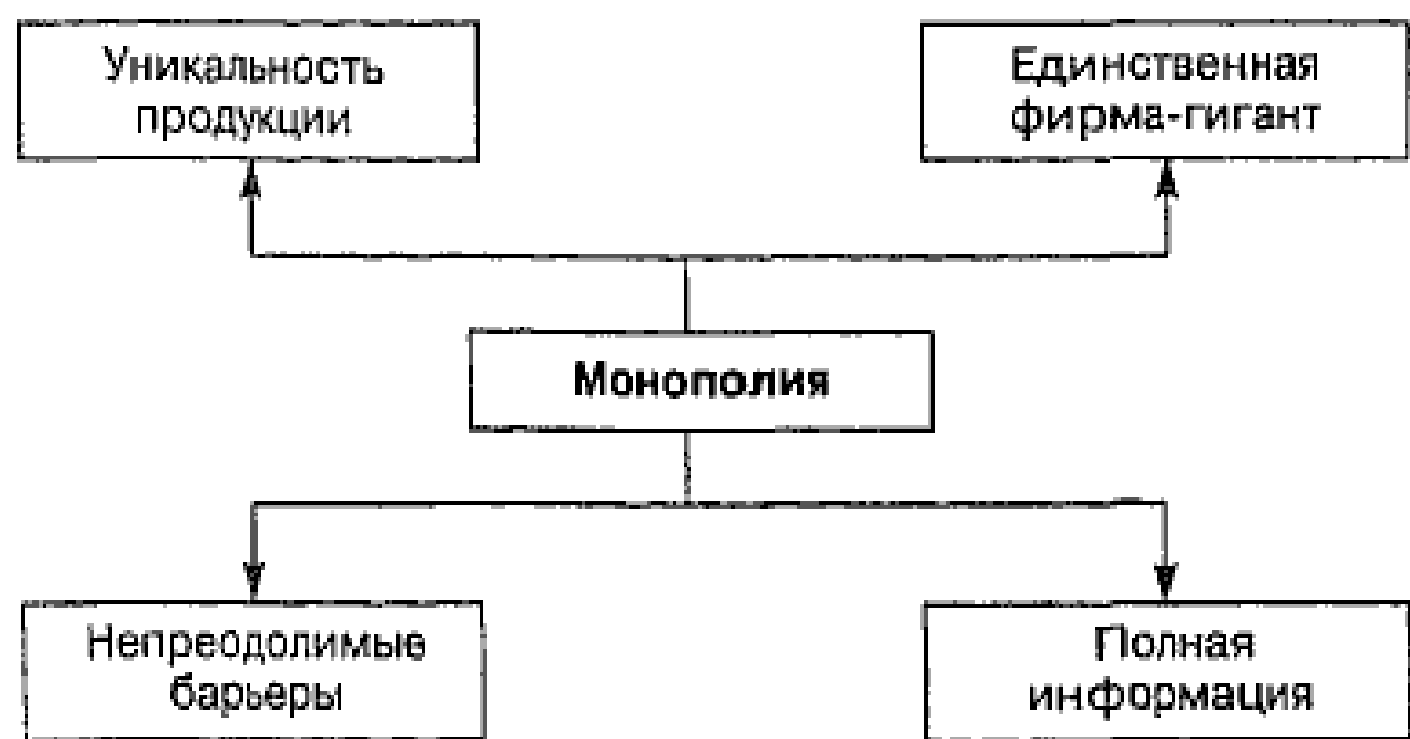 Уникальность
продукции
Единственная
фирма-гигант
Монополия
Непреодолимые
барьеры
Полная
информация